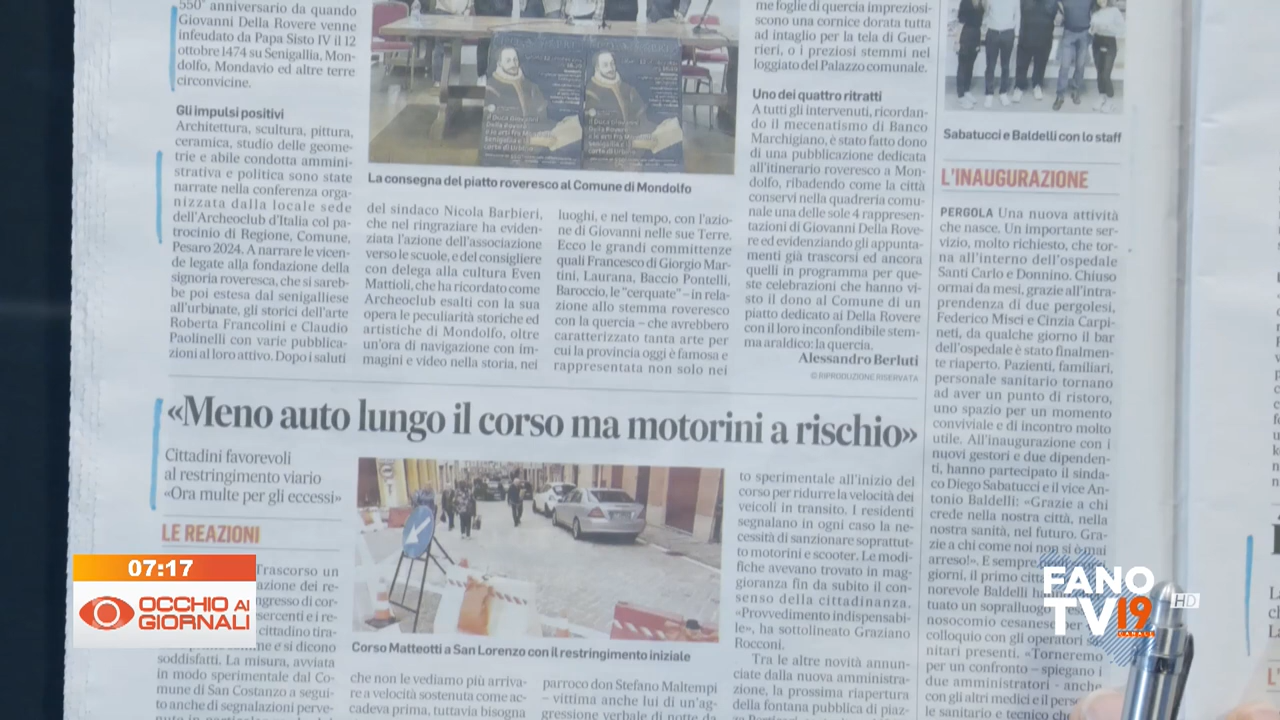 550° anniversario da quando
Giovanni Della Rovere venne
infeudato da Papa Sisto IV il 12
ottobre 1474 su Senigallia, Mon-
dolfo, Mondavio ed altre terre
circonvicine.
Gli impulsi positivi
Architettura, scultura, pittura,
ceramica, studio delle geome-
trie e abile condotta ammini-
strativa e politica sono state
narrate nella conferenza orga-
nizzata dalla locale sede
dell'Archeoclub d'Italia col pa-
trocinio di Regione, Comune,
Pesaro 2024. A narrare le vicen-
de legate alla fondazione della
signoria roveresca, che si sareb-
be poi estesa dal senigalliese
all'urbinate, gli storici dell'arte
Roberta Francolini e Claudio
Paolinelli con varie pubblica-
zioni al loro attivo. Dopo i saluti
Il Duca Giovanni
Della Rovere
e le arti fra
Senigallia e la
corte di Urbino
La consegna del piatto roveresco al Comune di Mondolfo
del sindaco Nicola Barbieri,
che nel ringraziare ha eviden-
ziata l'azione dell'associazione
verso le scuole, e del consigliere
con delega alla cultura Even
Mattioli, che ha ricordato come
Archeoclub esalti con la sua
opera le peculiarità storiche ed
artistiche di Mondolfo, oltre
un'ora di navigazione con im-
magini e video nella storia, nei
luoghi, e nel tempo, con l'azio-
ne di Giovanni nelle sue Terre.
Ecco le grandi committenze
quali Francesco di Giorgio Mar-
tini, Laurana, Baccio Pontelli,
Baroccio, le "cerquate" – in rela-
zione allo stemma roveresco
con la quercia – che avrebbero
caratterizzato tanta arte per
cui la provincia oggi è famosa e
rappresentata non solo nei
me foglie di quercia impreziosi-
scono una cornice dorata tutta
ad intaglio per la tela di Guer-
rieri, o i preziosi stemmi nel
loggiato del Palazzo comunale.
Uno dei quattro ritratti
A tutti gli intervenuti, ricordan-
do il mecenatismo di Banco
Marchigiano, è stato fatto dono
di una pubblicazione dedicata
all'itinerario roveresco a Mon-
dolfo, ribadendo come la città
conservi nella quadreria comu-
nale una delle sole 4 rappresen-
tazioni di Giovanni Della Rove-
re ed evidenziando gli appunta-
menti già trascorsi ed ancora
quelli in programma per que-
ste celebrazioni che hanno vi-
sto il dono al Comune di un
piatto dedicato ai Della Rovere
con il loro inconfondibile stem-
ma araldico: la quercia.
Alessandro Berluti
© RIPRODUZIONE RISERVATA
Sabatucci e Baldelli con lo staff
L'INAUGURAZIONE
PERGOLA Una nuova attività
che nasce. Un importante ser-
vizio, molto richiesto, che tor-
na all'interno dell'ospedale
Santi Carlo e Donnino. Chiuso
ormai da mesi, grazie all'intra-
prendenza di due pergolesi,
Federico Misci e Cinzia Carpi-
neti, da qualche giorno il bar
dell'ospedale è stato finalmen-
te riaperto. Pazienti, familiari,
personale sanitario tornano
ad aver un punto di ristoro,
uno spazio per un momento
conviviale e di incontro molto
utile. All'inaugurazione con i
nuovi gestori e due dipenden-
ti, hanno partecipato il sinda-
co Diego Sabatucci e il vice An-
tonio Baldelli: «Grazie a chi
crede nella nostra città, nella
nostra sanità, nel futuro. Gra-
zie a chi come noi non si è mai
arreso!». E sempre
giorni, il primo
norevole Baldelli
tuato un sopralluogo
nosocomio cesanese
colloquio con gli operatori
nitari presenti. «Torneremo
per un confronto – spiegano i
due amministratori - anche
con gli altri medici e il
le sanitario e tecnico che
«Meno auto lungo il corso ma motorini a rischio»
Cittadini favorevoli
al restringimento viario
«Ora multe per gli eccessi»
LE REAZIONI
Trascorso un
zione dei re-
ngresso di cor-
sercenti e i re-
cittadino tira-
e si dicono
soddisfatti. La misura, avviata
in modo sperimentale dal Co-
mune di San Costanzo a segui-
to anche di segnalazioni perve-
Corso Matteotti a San Lorenzo con il restringimento iniziale
che non le vediamo più arriva-
re a velocità sostenuta come ac-
cadeva prima, tuttavia bisogna
parroco don Stefano Maltempi
– vittima anche lui di un'ag-
gressione verbale di notte da
to sperimentale all'inizio del
corso per ridurre la velocità dei
veicoli in transito. I residenti
segnalano in ogni caso la ne-
cessità di sanzionare soprattut-
to motorini e scooter. Le modi-
fiche avevano trovato in mag-
gioranza fin da subito il con-
senso della cittadinanza.
«Provvedimento indispensabi-
le», ha sottolineato Graziano
Rocconi.
Tra le altre novità annun-
ciate dalla nuova amministra-
zione, la prossima riapertura
della fontana pubblica di piaz-
07:17
OCCHIO AI
GIORNALI
FANO
TV19
CANALE
HD